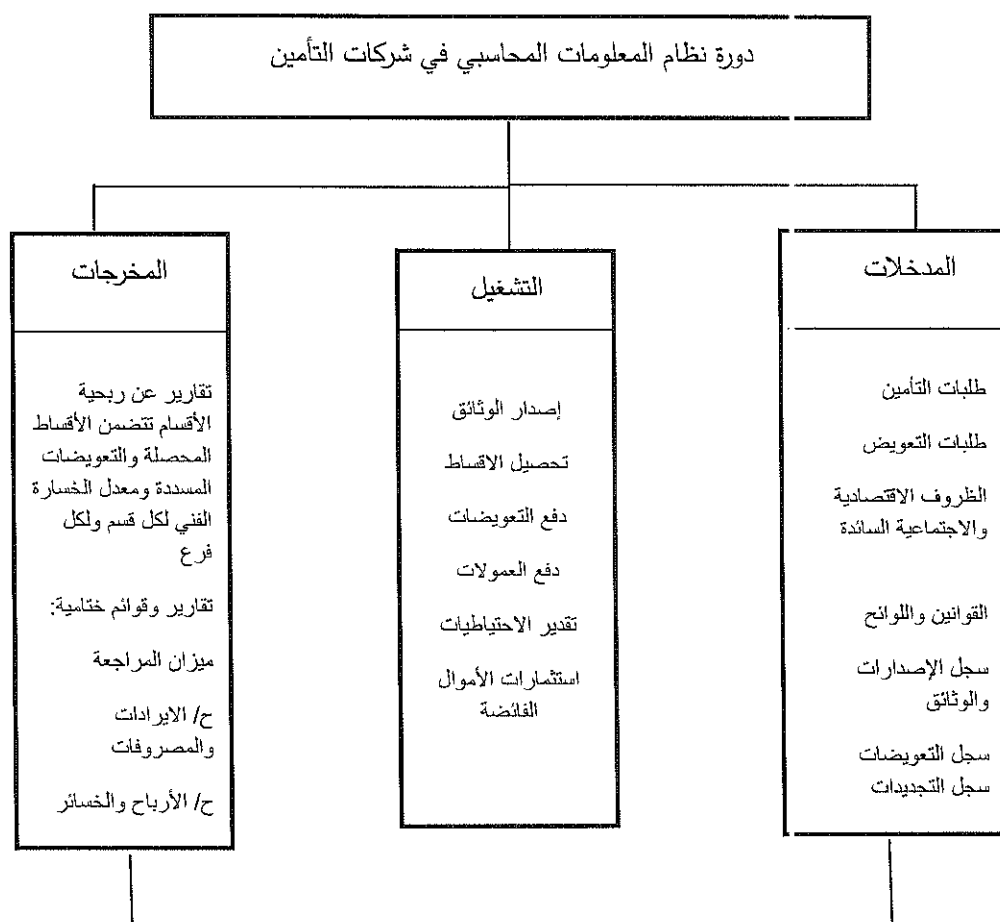 دورة نظام المعلومات المحاسبي في شركات التأمين
المدخلات
طلبات التأمين
طلبات التعويض
الظروف الاقتصادية
والاجتماعية السائدة
القوانين واللوائح
سجل الإصدارات
والوثائق
سجل التعويضات
سجل التجديدات
التشغيل
إصدار الوثائق
تحصيل الاقساط
دفع التعويضات
دفع العمولات
تقدير الاحتياطيات
استثمارات الأموال
الفائضة
المخرجات
تقارير عن ربحية
الأقسام تتضمن الأقساط
المحصلة والتعويضات
المسددة ومعدل الخسارة
الفني لكل قسم ولكل
فرع
تقارير وقوائم ختامية:
ميزان المراجعة
ح/ الايرادات
والمصروفات
ح/ الأرباح والخسائر